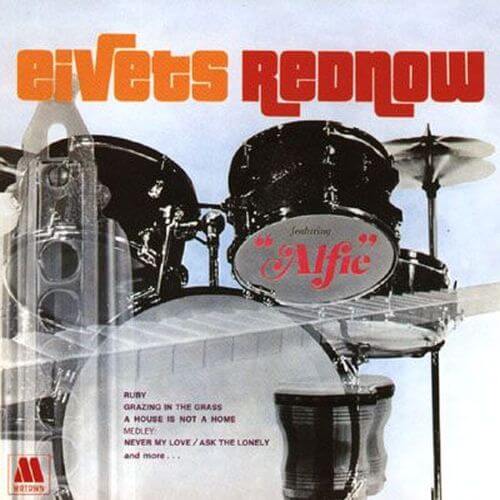 eivets Rednow
featuring
"Alfie"
RUBY
GRAZING IN THE GRASS
A HOUSE IS NOT A HOME
MEDLEY:
NEVER MY LOVE / ASK THE LONELY
and more . . .
MOTOWN